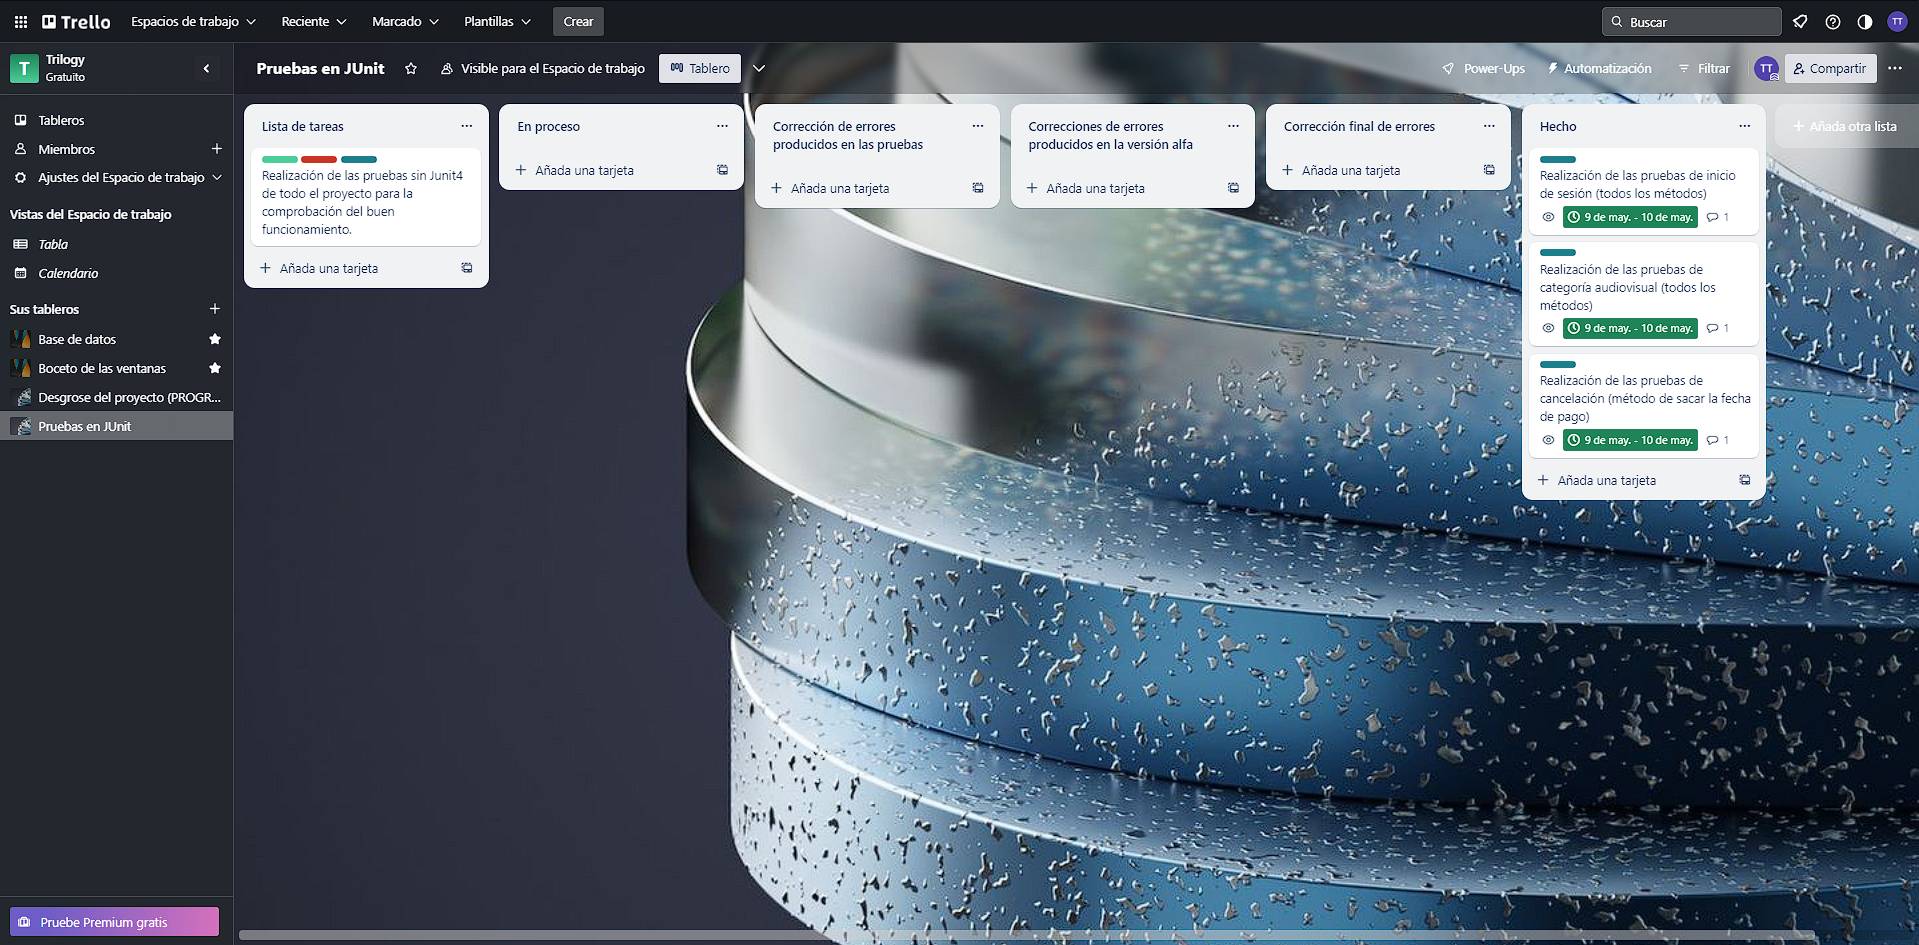 Trello
Espacios de trabajo
Reciente
Marcado
Plantillas
Crear
Buscar
TT
T
Trilogy
Gratuito
Pruebas en JUnit
Visible para el Espacio de trabajo
Tablero
Power-Ups
Automatización
Filtrar
TT
Compartir
Tableros
Miembros
Ajustes del Espacio de trabajo
Vistas del Espacio de trabajo
Tabla
Calendario
Sus tableros
Base de datos
Boceto de las ventanas
Desgrose del proyecto (PROGR...
Pruebas en JUnit
Pruebe Premium gratis
Lista de tareas
Realización de las pruebas sin Junit4
de todo el proyecto para la
comprobación del buen
funcionamiento.
Añada una tarjeta
En proceso
Añada una tarjeta
Corrección de errores
producidos en las pruebas
Añada una tarjeta
Correcciones de errores
producidos en la versión alfa
Añada una tarjeta
Corrección final de errores
Añada una tarjeta
Hecho
Realización de las pruebas de inicio
de sesión (todos los métodos)
9 de may. - 10 de may.
1
Realización de las pruebas de
categoría audiovisual (todos los
métodos)
9 de may. - 10 de may.
1
Realización de las pruebas de
cancelación (método de sacar la fecha
de pago)
9 de may. - 10 de may.
1
Añada una tarjeta
Añada otra lista